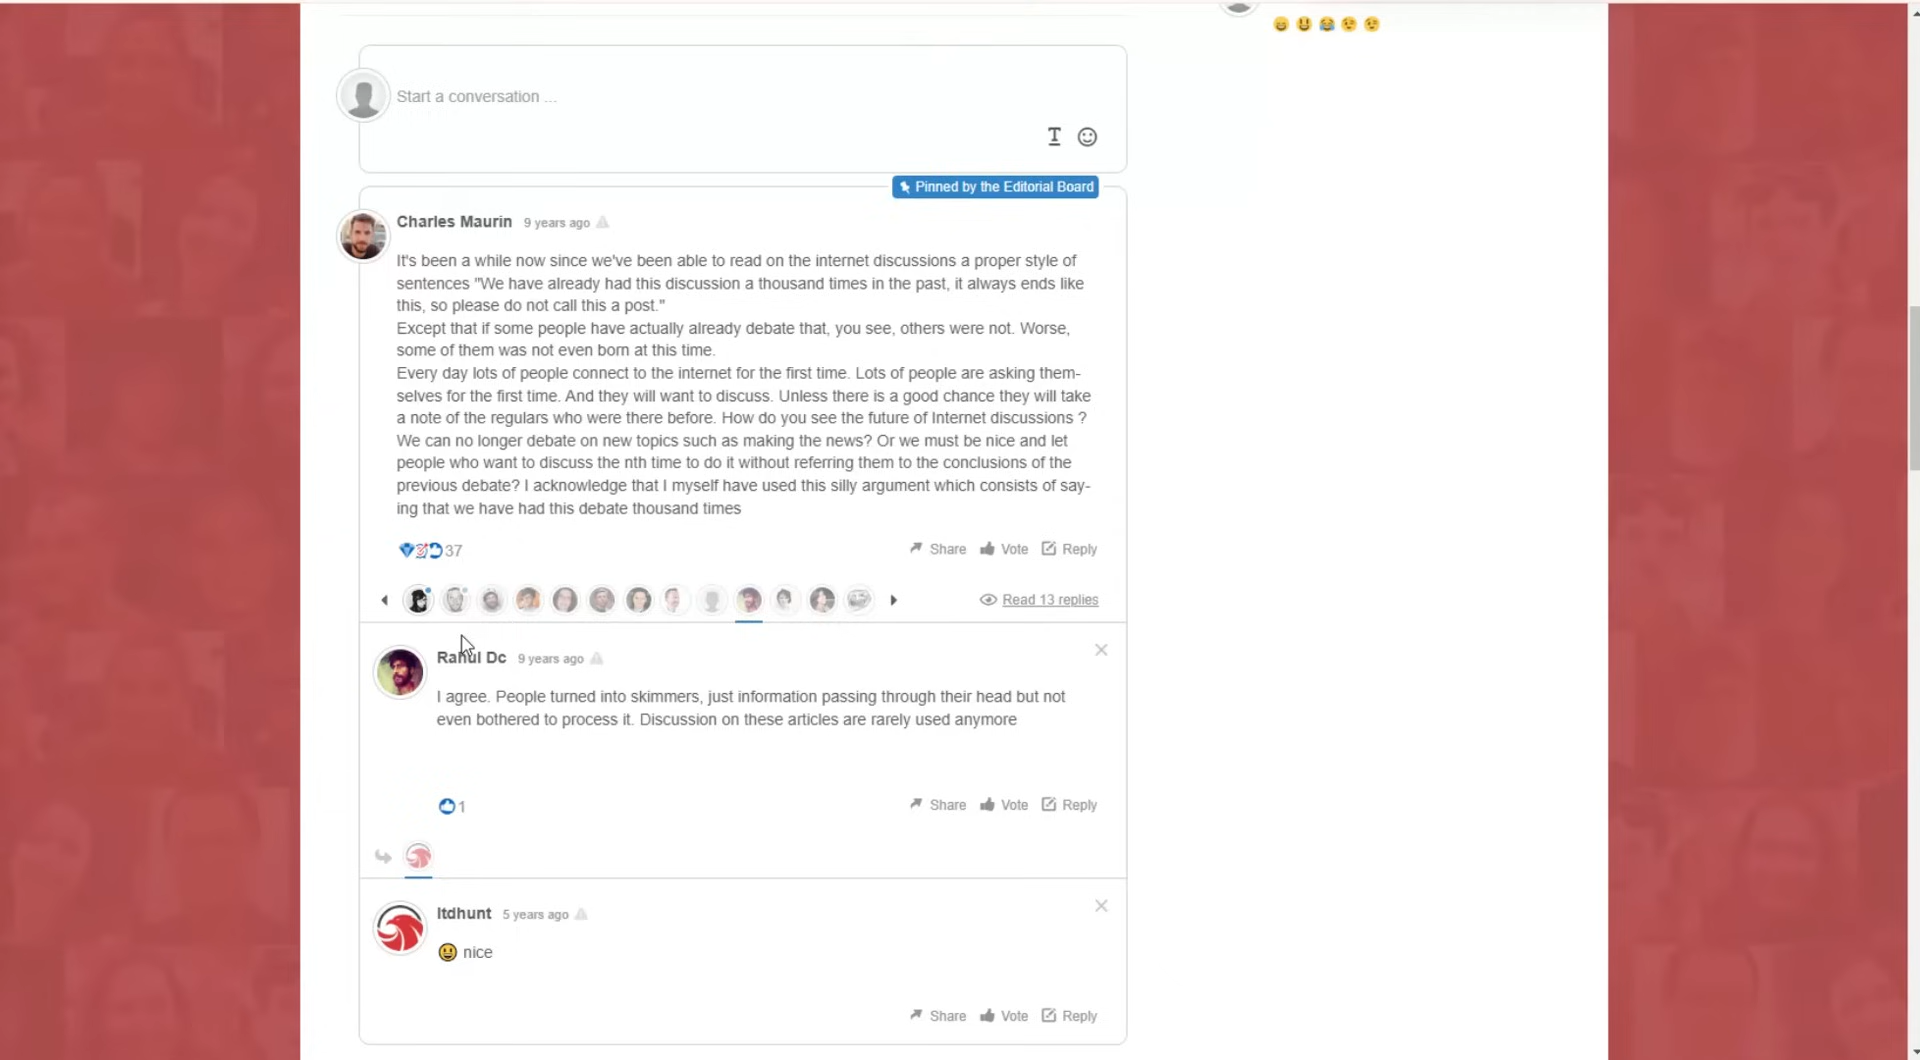 😄 😃 😂 😉 😉
Start a conversation ...
Pinned by the Editorial Board
Charles Maurin 9 years ago
It's been a while now since we've been able to read on the internet discussions a proper style of
sentences "We have already had this discussion a thousand times in the past, it always ends like
this, so please do not call this a post."
Except that if some people have actually already debate that, you see, others were not. Worse,
some of them was not even born at this time.
Every day lots of people connect to the internet for the first time. Lots of people are asking them-
selves for the first time. And they will want to discuss. Unless there is a good chance they will take
a note of the regulars who were there before. How do you see the future of Internet discussions ?
We can no longer debate on new topics such as making the news? Or we must be nice and let
people who want to discuss the nth time to do it without referring them to the conclusions of the
previous debate? I acknowledge that I myself have used this silly argument which consists of say-
ing that we have had this debate thousand times
37 Share Vote Reply
Read 13 replies
Rahul Dc 9 years ago
I agree. People turned into skimmers, just information passing through their head but not
even bothered to process it. Discussion on these articles are rarely used anymore
1 Share Vote Reply
ltdhunt 5 years ago
😃 nice
Share Vote Reply